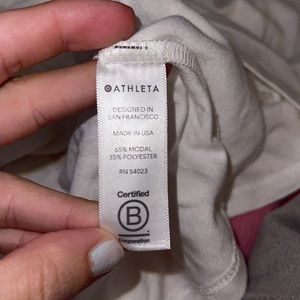 ATHLETA
DESIGNED IN
SAN FRANCISCO
MADE IN USA
65% MODAL
35% POLYESTER
RN 54023
Certified
B
Corporation